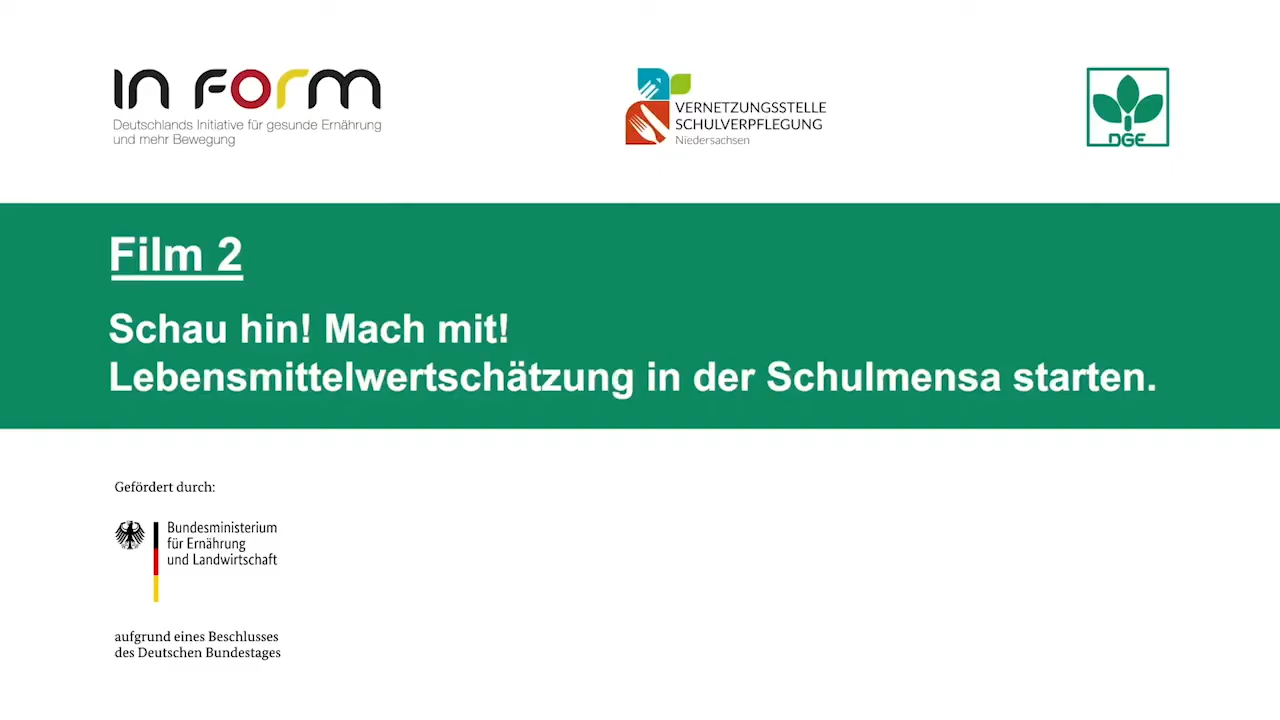 IN FORM
Deutschlands Initiative für gesunde Ernährung
und mehr Bewegung
VERNETZUNGSSTELLE
SCHULVERPFLEGUNG
Niedersachsen
DGE
Film 2
Schau hin! Mach mit!
Lebensmittelwertschätzung in der Schulmensa starten.
Gefördert durch:
Bundesministerium
für Ernährung
und Landwirtschaft
aufgrund eines Beschlusses
des Deutschen Bundestages